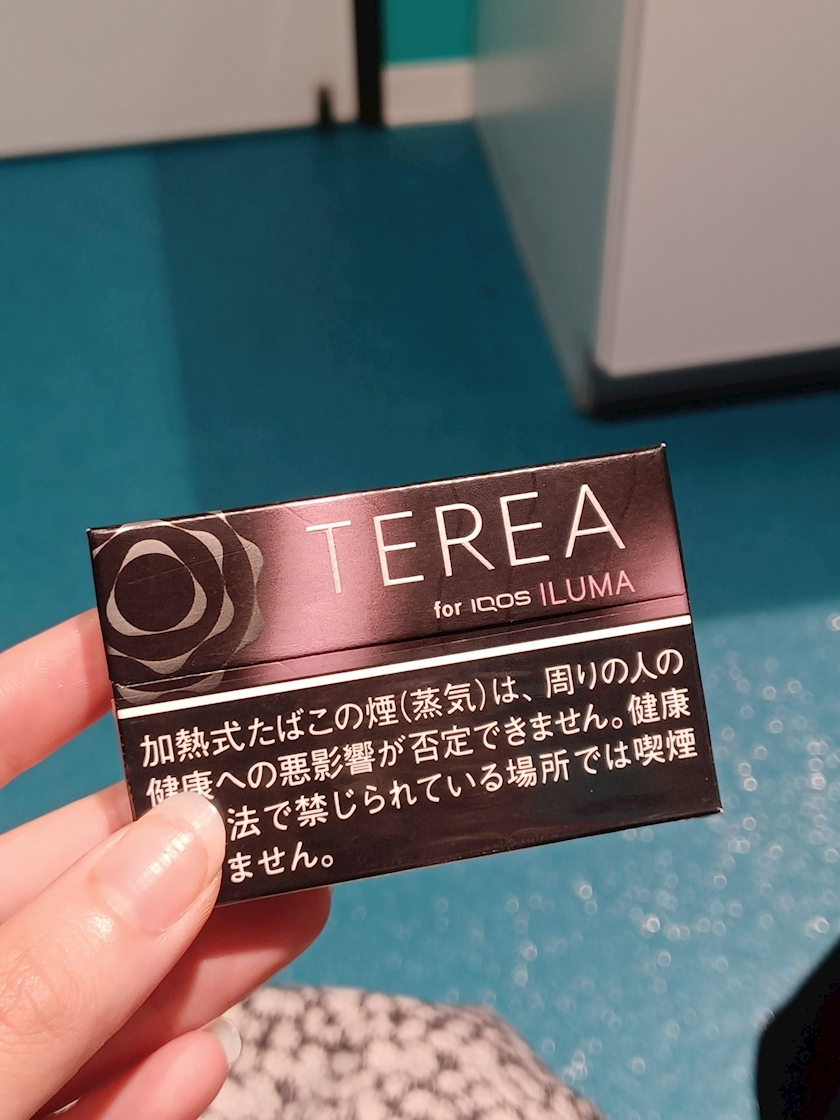 TEREA
for IQOS ILUMA
加熱式たばこの煙(蒸気)は、周りの人の
健康への悪影響が否定できません。健康
法で禁じられている場所では喫煙
ません。